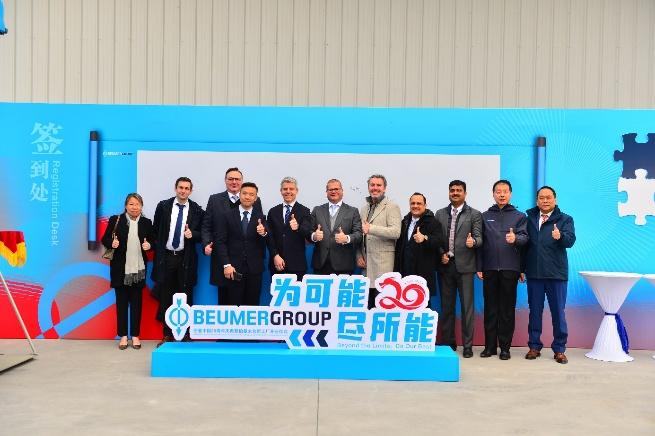 签到处
Registration Desk
BEUMERGROUP
BEUMERGROUP
为可能
20
尽所能
Beyond the Limits, Do Our Best